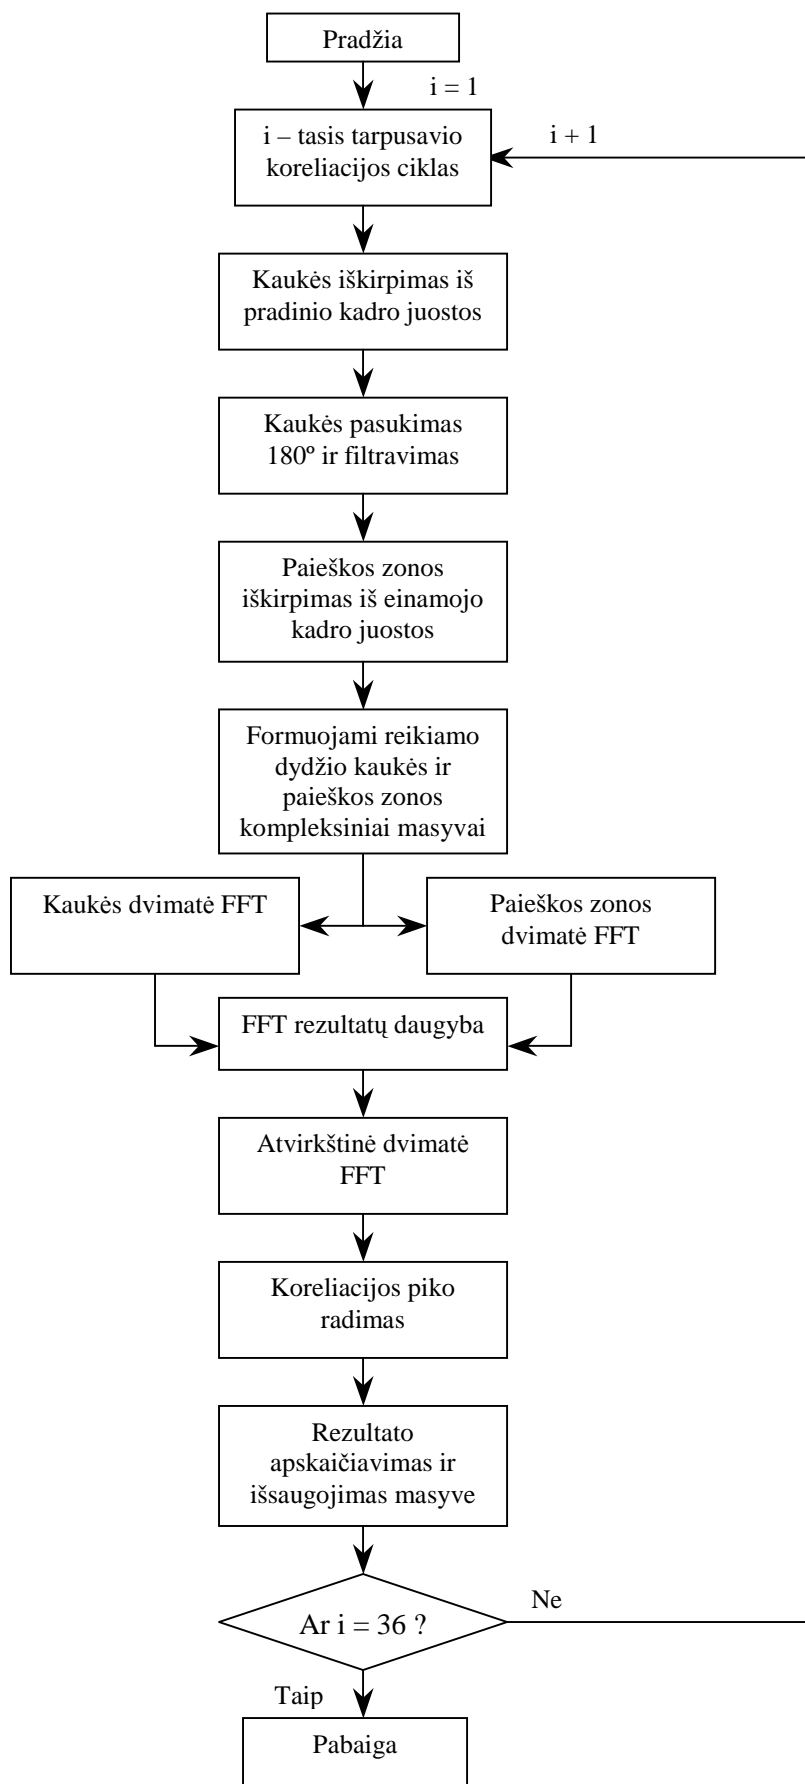 Pradžia
i = 1
i – tasis tarpusavio
koreliacijos ciklas
i + 1
Kaukės iškirpimas iš
pradinio kadro juostos
Kaukės pasukimas
180º ir filtravimas
Paieškos zonos
iškirpimas iš einamojo
kadro juostos
Formuojami reikiamo
dydžio kaukės ir
paieškos zonos
kompleksiniai masyvai
Kaukės dvimatė FFT
Paieškos zonos
dvimatė FFT
FFT rezultatų daugyba
Atvirkštinė dvimatė
FFT
Koreliacijos piko
radimas
Rezultato
apskaičiavimas ir
išsaugojimas masyve
Ar i = 36 ?
Ne
Taip
Pabaiga